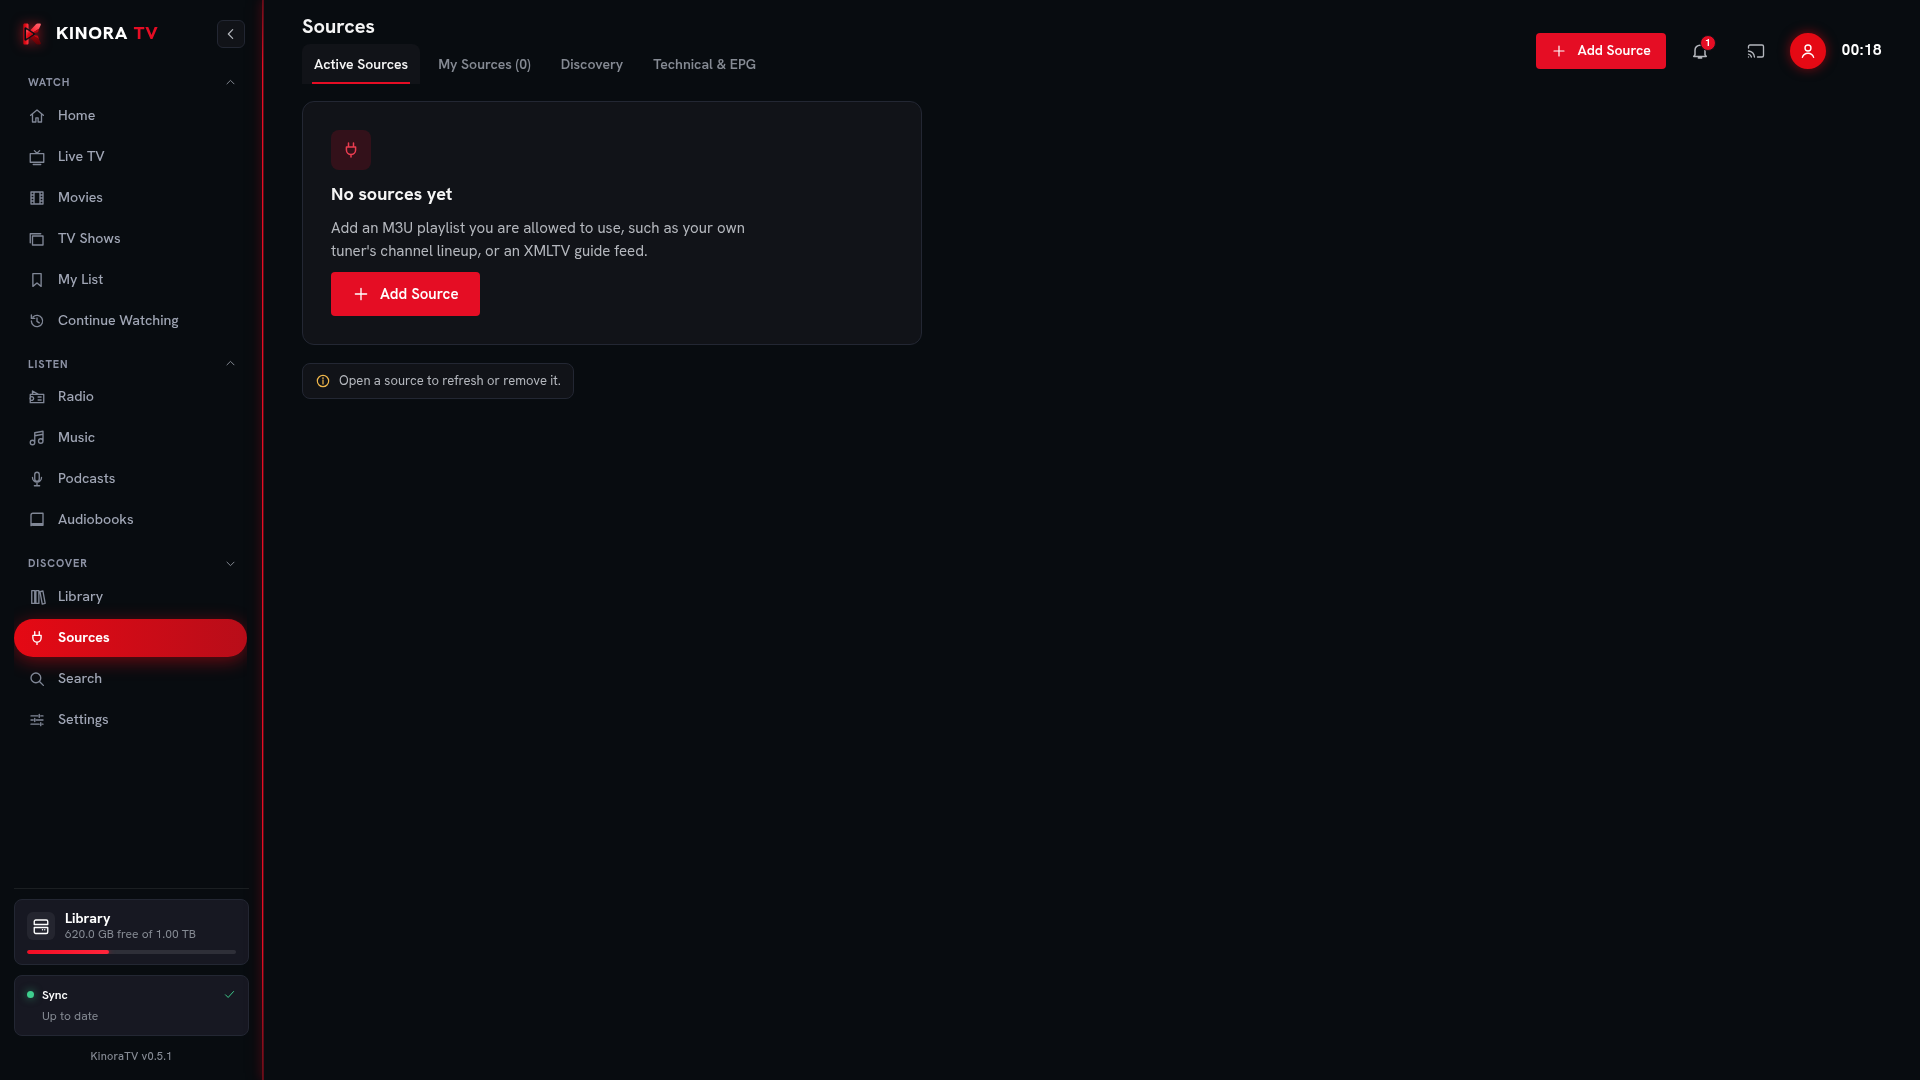 KINORA TV
WATCH
Home
Live TV
Movies
TV Shows
My List
Continue Watching
LISTEN
Radio
Music
Podcasts
Audiobooks
DISCOVER
Library
Sources
Search
Settings
Library
620.0 GB free of 1.00 TB
Sync
Up to date
KinoraTV v0.5.1
Sources
Active Sources
My Sources (0)
Discovery
Technical & EPG
Add Source
1
00:18
No sources yet
Add an M3U playlist you are allowed to use, such as your own
tuner's channel lineup, or an XMLTV guide feed.
Add Source
Open a source to refresh or remove it.